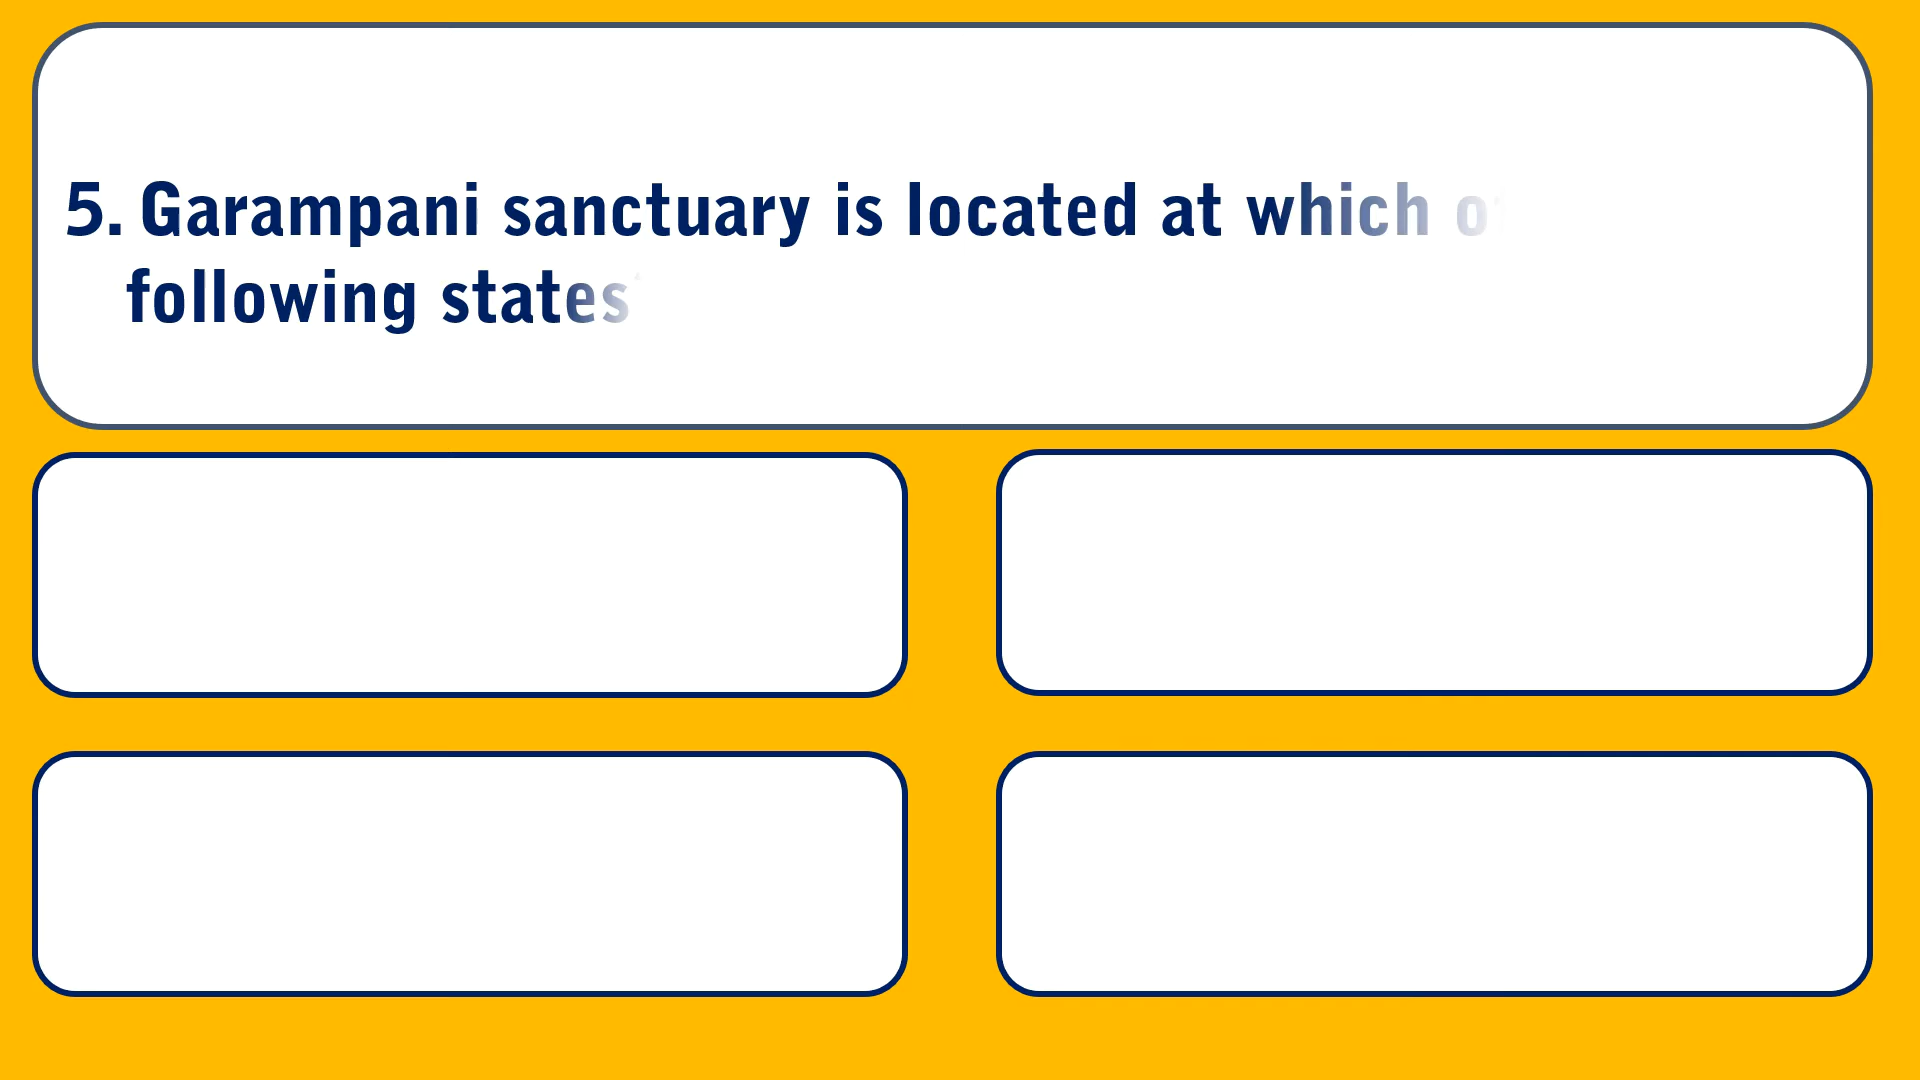 5. Garampani sanctuary is located at which
following states